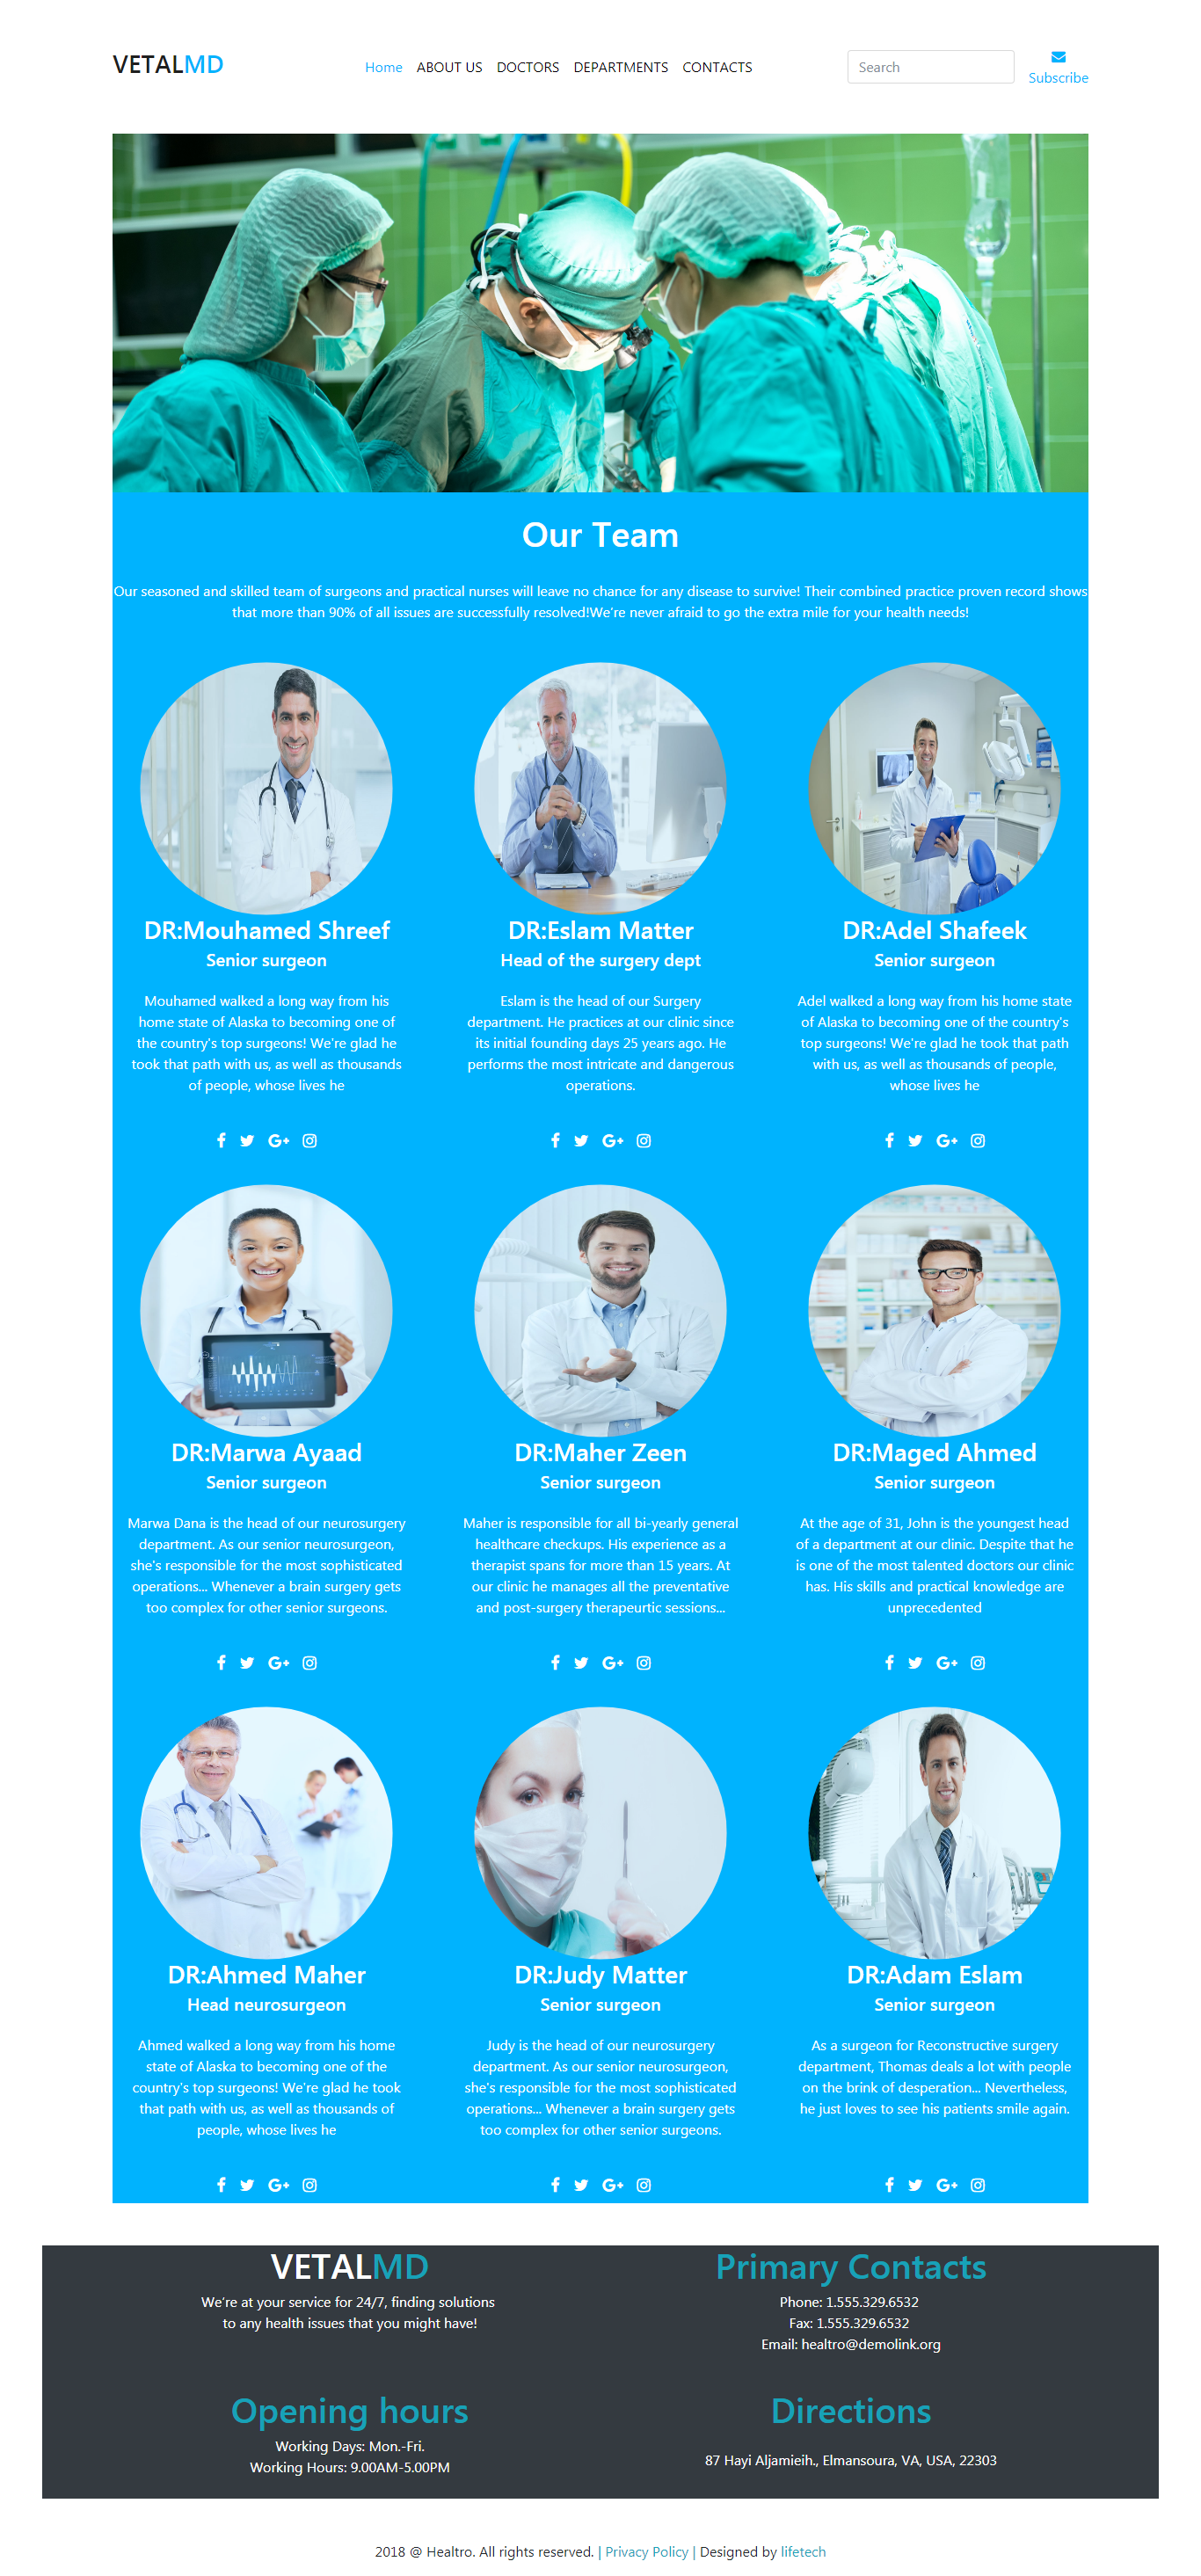 VETALMD
Home ABOUT US DOCTORS DEPARTMENTS CONTACTS
Search
Subscribe
Our Team
Our seasoned and skilled team of surgeons and practical nurses will leave no chance for any disease to survive! Their combined practice proven record shows
that more than 90% of all issues are successfully resolved!We're never afraid to go the extra mile for your health needs!
DR:Mouhamed Shreef
Senior surgeon
Mouhamed walked a long way from his
home state of Alaska to becoming one of
the country's top surgeons! We're glad he
took that path with us, as well as thousands
of people, whose lives he
DR:Eslam Matter
Head of the surgery dept
Eslam is the head of our Surgery
department. He practices at our clinic since
its initial founding days 25 years ago. He
performs the most intricate and dangerous
operations.
DR:Adel Shafeek
Senior surgeon
Adel walked a long way from his home state
of Alaska to becoming one of the country's
top surgeons! We're glad he took that path
with us, as well as thousands of people,
whose lives he
DR:Marwa Ayaad
Senior surgeon
Marwa Dana is the head of our neurosurgery
department. As our senior neurosurgeon,
she's responsible for the most sophisticated
operations... Whenever a brain surgery gets
too complex for other senior surgeons.
DR:Maher Zeen
Senior surgeon
Maher is responsible for all bi-yearly general
healthcare checkups. His experience as a
therapist spans for more than 15 years. At
our clinic he manages all the preventative
and post-surgery therapeurtic sessions...
DR:Maged Ahmed
Senior surgeon
At the age of 31, John is the youngest head
of a department at our clinic. Despite that he
is one of the most talented doctors our clinic
has. His skills and practical knowledge are
unprecedented
DR:Ahmed Maher
Head neurosurgeon
Ahmed walked a long way from his home
state of Alaska to becoming one of the
country's top surgeons! We're glad he took
that path with us, as well as thousands of
people, whose lives he
DR:Judy Matter
Senior surgeon
Judy is the head of our neurosurgery
department. As our senior neurosurgeon,
she's responsible for the most sophisticated
operations... Whenever a brain surgery gets
too complex for other senior surgeons.
DR:Adam Eslam
Senior surgeon
As a surgeon for Reconstructive surgery
department, Thomas deals a lot with people
on the brink of desperation... Nevertheless,
he just loves to see his patients smile again.
VETALMD
We're at your service for 24/7, finding solutions
to any health issues that you might have!
Primary Contacts
Phone: 1.555.329.6532
Fax: 1.555.329.6532
Email: healtro@demolink.org
Opening hours
Working Days: Mon.-Fri.
Working Hours: 9.00AM-5.00PM
Directions
87 Hayi Aljamieih., Elmansoura, VA, USA, 22303
2018 @ Healtro. All rights reserved. | Privacy Policy | Designed by lifetech